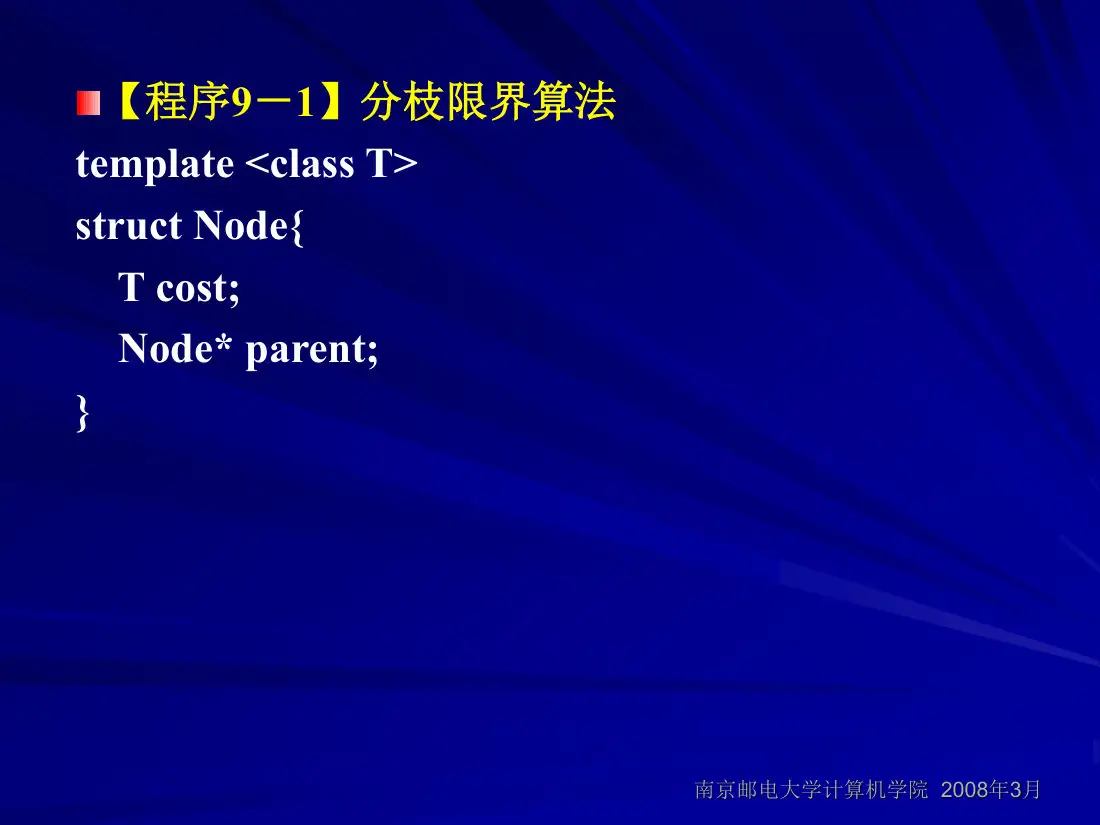 【程序9－1】分枝限界算法
template <class T>
struct Node{
T cost;
Node* parent;
}
南京邮电大学计算机学院 2008年3月